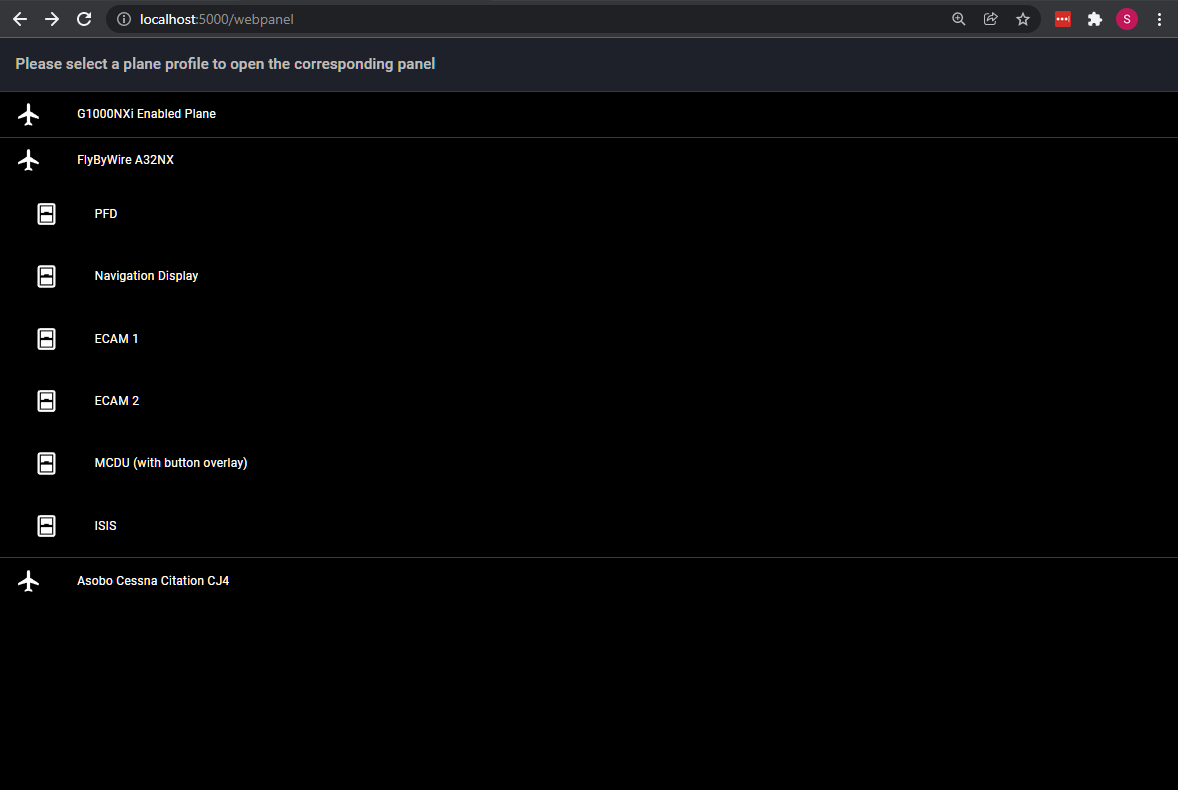 localhost:5000/webpanel
S
Please select a plane profile to open the corresponding panel
G1000NXi Enabled Plane
FlyByWire A32NX
PFD
Navigation Display
ECAM 1
ECAM 2
MCDU (with button overlay)
ISIS
Asobo Cessna Citation CJ4